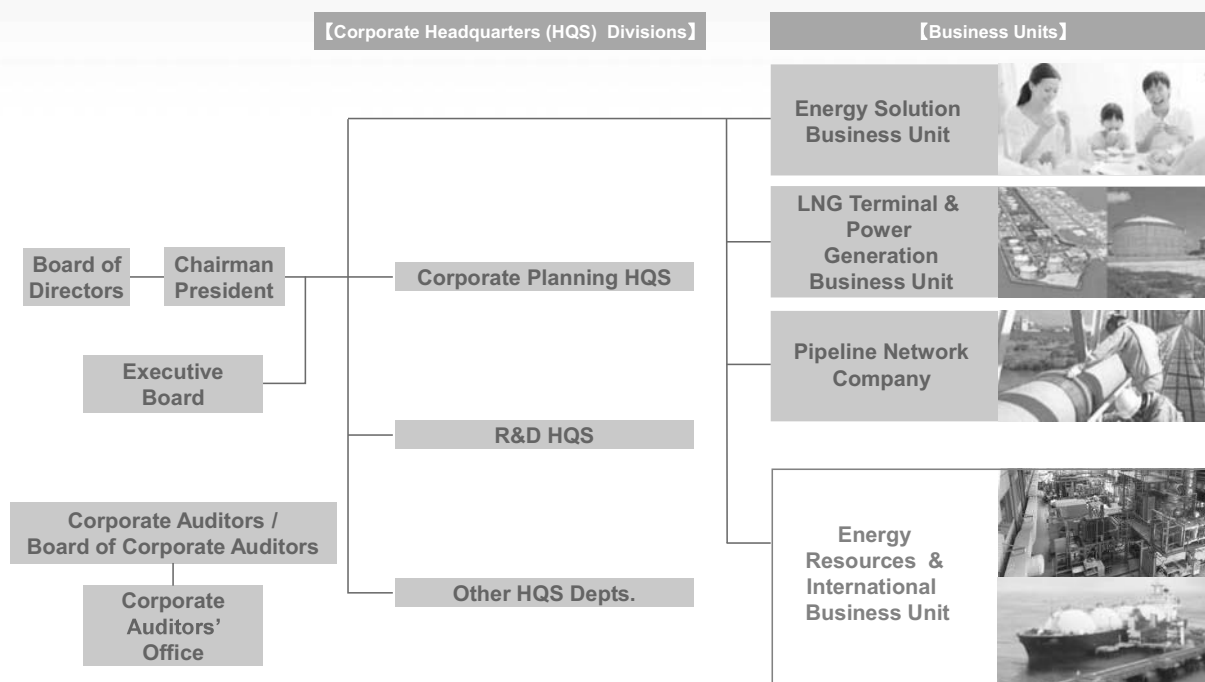 【Corporate Headquarters (HQS) Divisions】
【Business Units】
Energy Solution
Business Unit
LNG Terminal &
Power
Generation
Business Unit
Board of
Directors
Chairman
President
Corporate Planning HQS
Executive
Board
Pipeline Network
Company
R&D HQS
Corporate Auditors /
Board of Corporate Auditors
Energy
Resources &
International
Business Unit
Other HQS Depts.
Corporate
Auditors’
Office